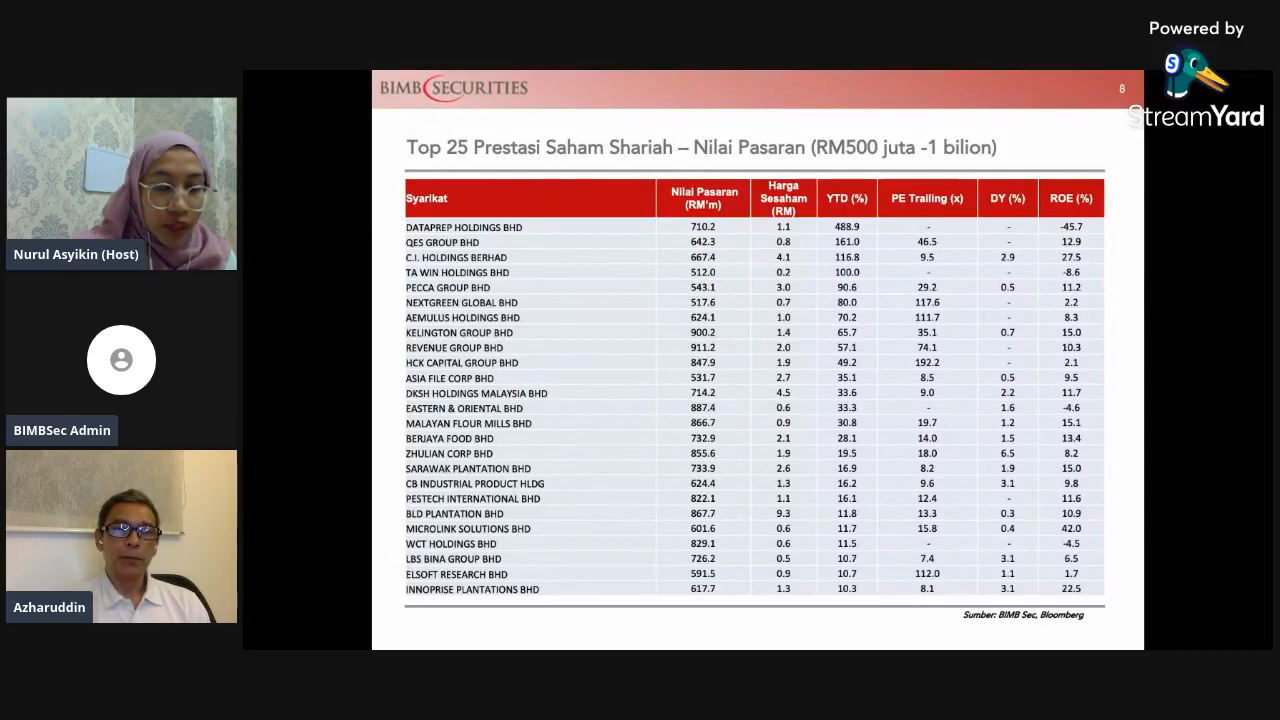 Powered by
StreamYard
BIMB SECURITIES
8
Top 25 Prestasi Saham Shariah – Nilai Pasaran (RM500 juta -1 bilion)
Syarikat Nilai Pasaran (RM'm) Harga Sesaham (RM) YTD (%) PE Trailing (x) DY (%) ROE (%)
DATAPREP HOLDINGS BHD 710.2 1.1 488.9 - - -45.7
QES GROUP BHD 642.3 0.8 161.0 46.5 - 12.9
C.I. HOLDINGS BERHAD 667.4 4.1 116.8 9.5 2.9 27.5
TA WIN HOLDINGS BHD 512.0 0.2 100.0 - - -8.6
PECCA GROUP BHD 543.1 3.0 90.6 29.2 0.5 11.2
NEXTGREEN GLOBAL BHD 517.6 0.7 80.0 117.6 - 2.2
AEMULUS HOLDINGS BHD 624.1 1.0 70.2 111.7 - 8.3
KELINGTON GROUP BHD 900.2 1.4 65.7 35.1 0.7 15.0
REVENUE GROUP BHD 911.2 2.0 57.1 74.1 - 10.3
HCK CAPITAL GROUP BHD 847.9 1.9 49.2 192.2 - 2.1
ASIA FILE CORP BHD 531.7 2.7 35.1 8.5 0.5 9.5
DKSH HOLDINGS MALAYSIA BHD 714.2 4.5 33.6 9.0 2.2 11.7
EASTERN & ORIENTAL BHD 887.4 0.6 33.3 - 1.6 -4.6
MALAYAN FLOUR MILLS BHD 866.7 0.9 30.8 19.7 1.2 15.1
BERJAYA FOOD BHD 732.9 2.1 28.1 14.0 1.5 13.4
ZHULIAN CORP BHD 855.6 1.9 19.5 18.0 6.5 8.2
SARAWAK PLANTATION BHD 733.9 2.6 16.9 8.2 1.9 15.0
CB INDUSTRIAL PRODUCT HLDG 624.4 1.3 16.2 9.6 3.1 9.8
PESTECH INTERNATIONAL BHD 822.1 1.1 16.1 12.4 - 11.6
BLD PLANTATION BHD 867.7 9.3 11.8 13.3 0.3 10.9
MICROLINK SOLUTIONS BHD 601.6 0.6 11.7 15.8 0.4 42.0
WCT HOLDINGS BHD 829.1 0.6 11.5 - - -4.5
LBS BINA GROUP BHD 726.2 0.5 10.7 7.4 3.1 6.5
ELSOFT RESEARCH BHD 591.5 0.9 10.7 112.0 1.1 1.7
INNOPRISE PLANTATIONS BHD 617.7 1.3 10.3 8.1 3.1 22.5
Sumber: BIMB Sec, Bloomberg
Nurul Asyikin (Host)
BIMBSec Admin
Azharuddin